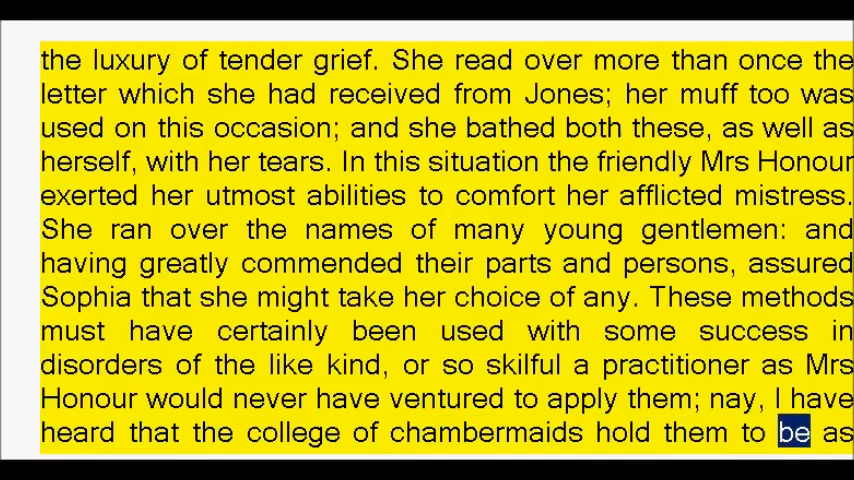 the luxury of tender grief. She read over more than once the
letter which she had received from Jones; her muff too was
used on this occasion; and she bathed both these, as well as
herself, with her tears. In this situation the friendly Mrs Honour
exerted her utmost abilities to comfort her afflicted mistress.
She ran over the names of many young gentlemen: and
having greatly commended their parts and persons, assured
Sophia that she might take her choice of any. These methods
must have certainly been used with some success in
disorders of the like kind, or so skilful a practitioner as Mrs
Honour would never have ventured to apply them; nay, I have
heard that the college of chambermaids hold them to be as